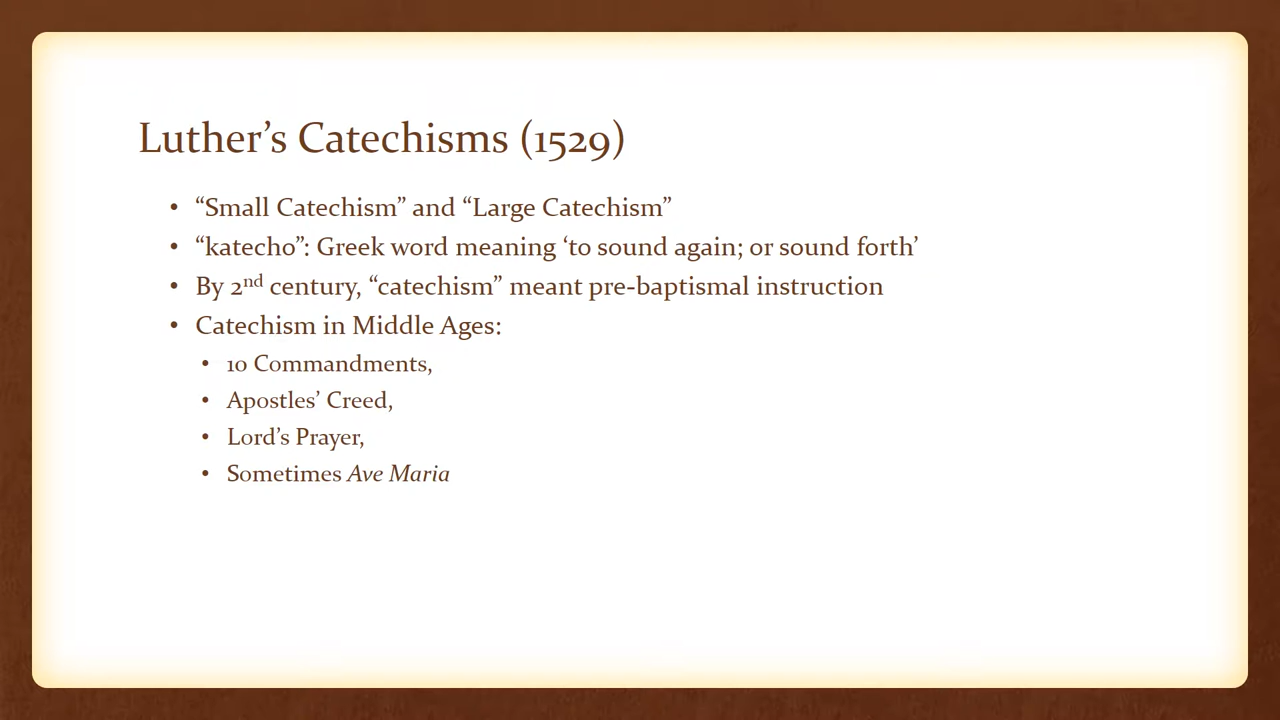 Luther’s Catechisms (1529)
• “Small Catechism” and “Large Catechism”
• “katecho”: Greek word meaning ‘to sound again; or sound forth’
• By 2nd century, “catechism” meant pre-baptismal instruction
• Catechism in Middle Ages:
• 10 Commandments,
• Apostles’ Creed,
• Lord’s Prayer,
• Sometimes Ave Maria